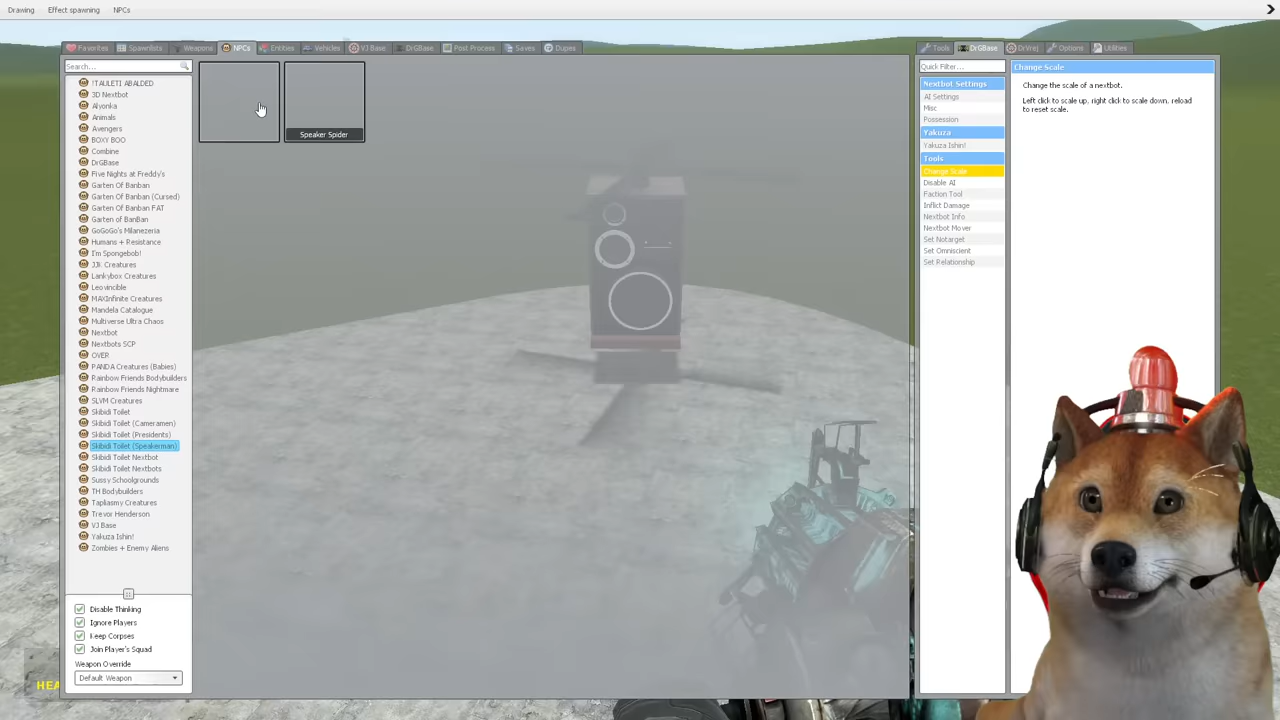 Drawing Effect spawning NPCs
Favorites Spawnlists Weapons NPCs Entities Vehicles VJ Base DrGBase Post Process Saves Dupes
Tools DrGBase DrVrej Options Utilities
Search...
!TAULETI ABALDED
3D Nextbot
Alyonka
Animals
Avengers
BOXY BOO
Combine
DrGBase
Five Nights at Freddy's
Garten Of Banban
Garten Of Banban (Cursed)
Garten Of Banban FAT
Garten of BanBan
GoGoGo's Milanezeria
Humans + Resistance
I'm Spongebob!
JJK Creatures
Lankybox Creatures
Leovincible
MAXInfinite Creatures
Mandela Catalogue
Multiverse Ultra Chaos
Nextbot
Nextbots SCP
OVER
PANDA Creatures (Babies)
Rainbow Friends Bodybuilders
Rainbow Friends Nightmare
SLVM Creatures
Skibidi Toilet
Skibidi Toilet (Cameramen)
Skibidi Toilet (Presidents)
Skibidi Toilet (Speakerman)
Skibidi Toilet Nextbot
Skibidi Toilet Nextbots
Sussy Schoolgrounds
TH Bodybuilders
Tapliasmy Creatures
Trevor Henderson
VJ Base
Yakuza Ishin!
Zombies + Enemy Aliens
Disable Thinking
Ignore Players
Keep Corpses
Join Player's Squad
Weapon Override
Default Weapon
Speaker Spider
Quick Filter...
Nextbot Settings
AI Settings
Misc
Possession
Yakuza
Yakuza Ishin!
Tools
Change Scale
Disable AI
Faction Tool
Inflict Damage
Nextbot Info
Nextbot Mover
Set Notarget
Set Omniscient
Set Relationship
Change Scale
Change the scale of a nextbot.
Left click to scale up, right click to scale down, reload
to reset scale.